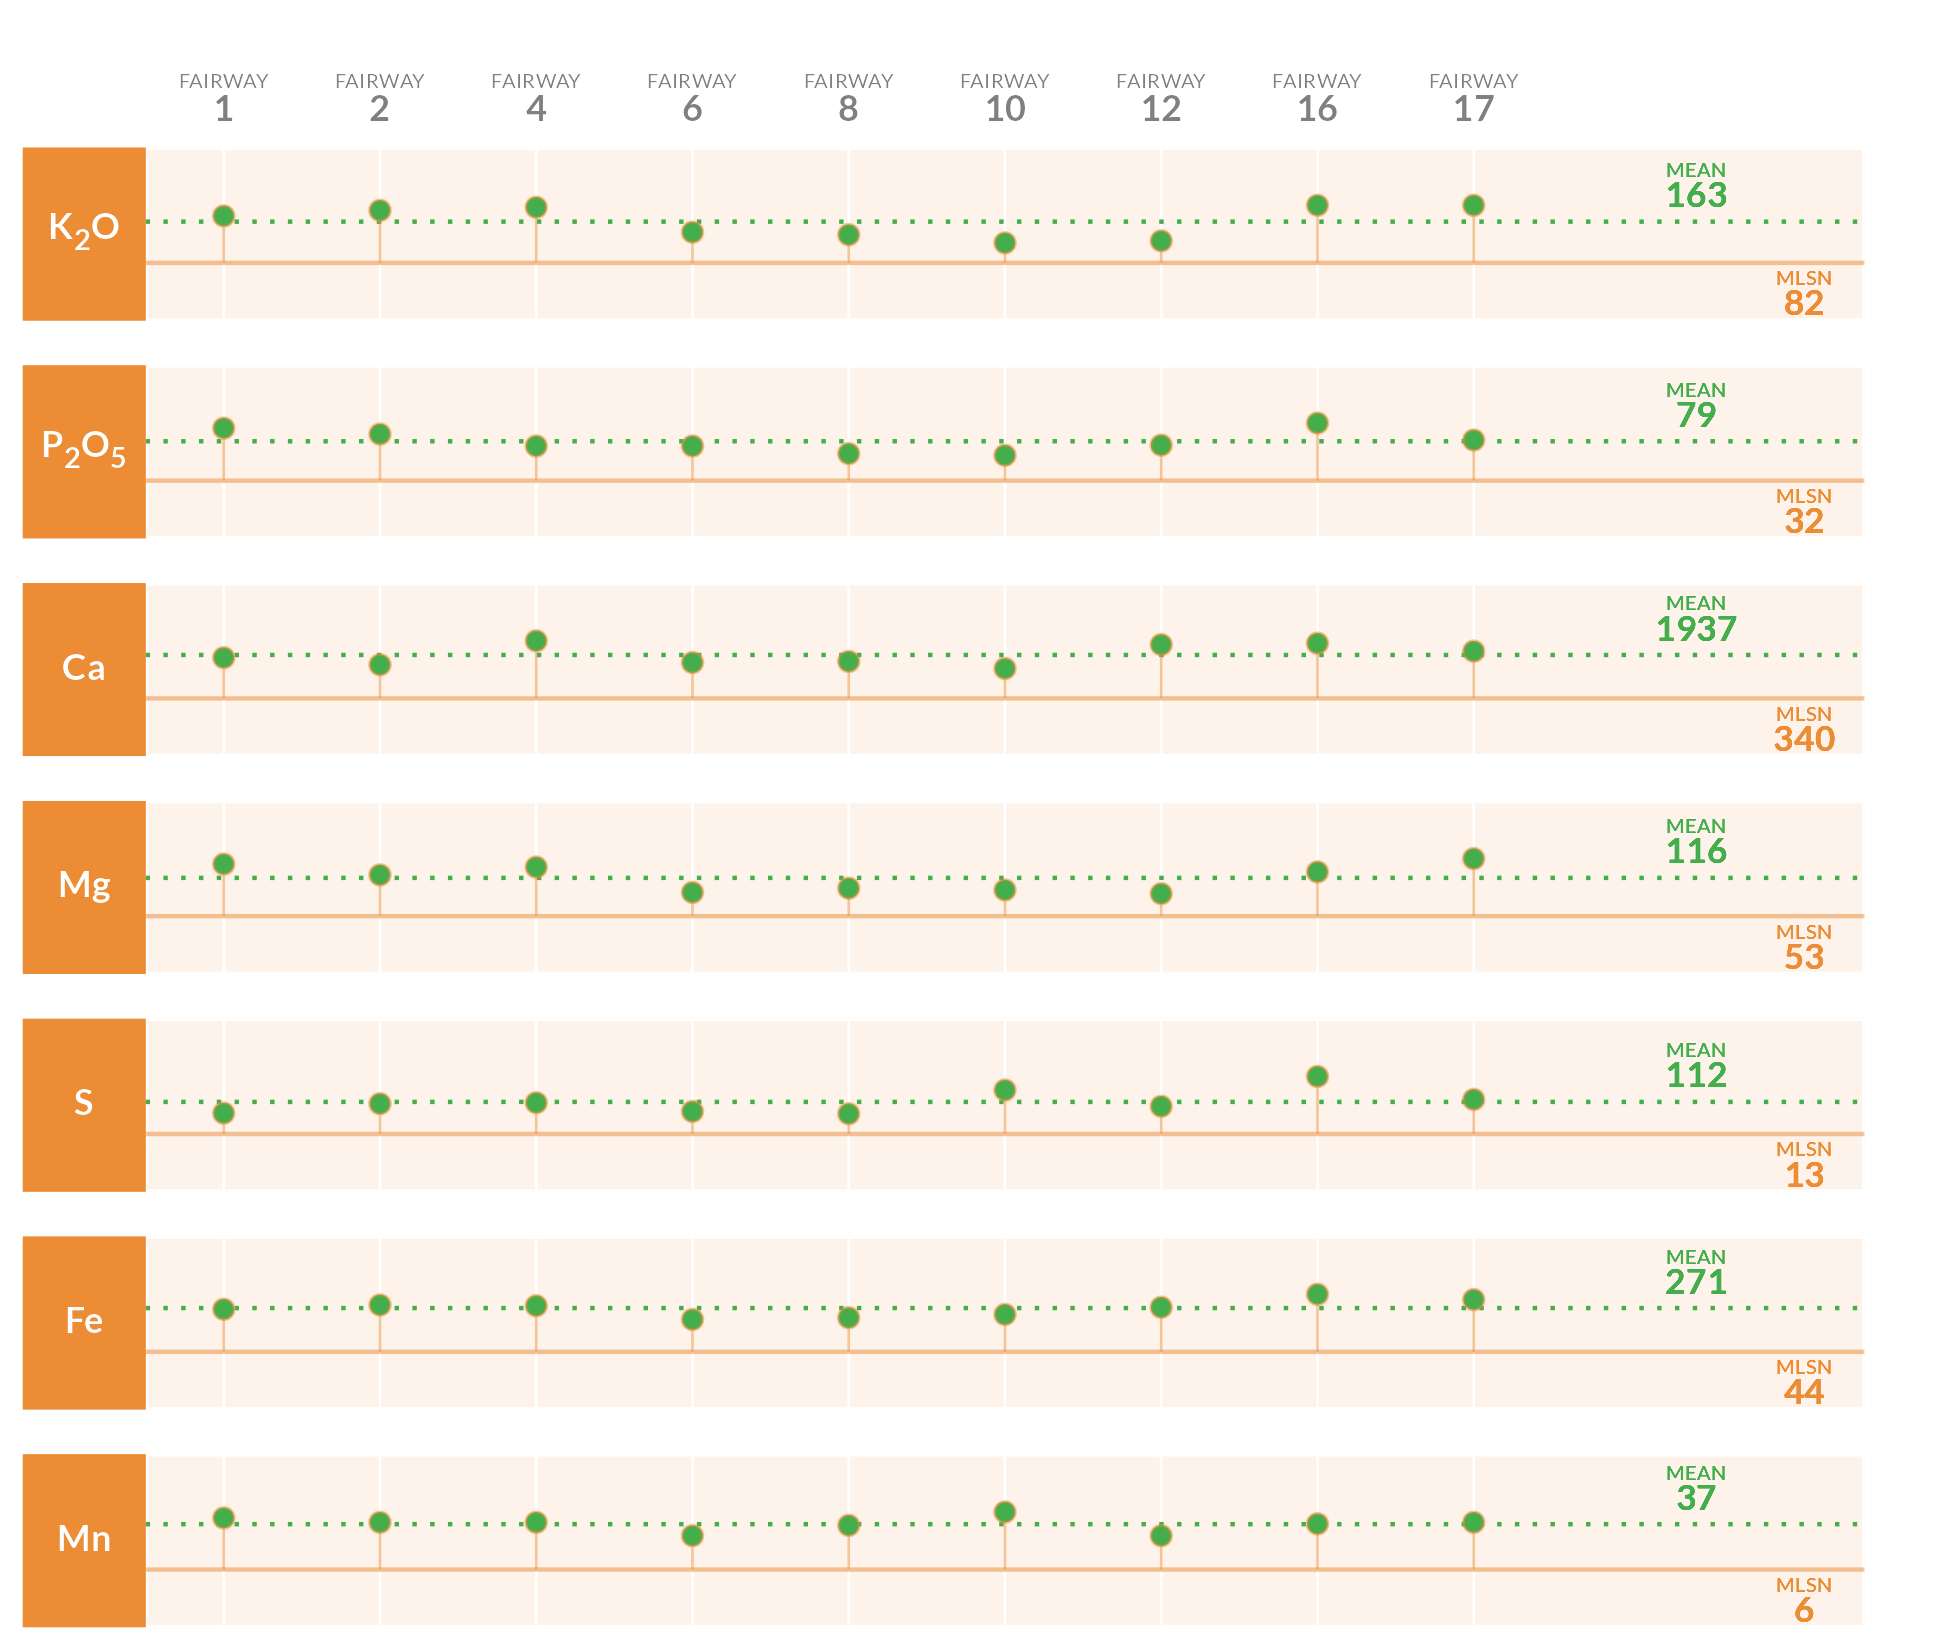 FAIRWAY FAIRWAY FAIRWAY FAIRWAY FAIRWAY FAIRWAY FAIRWAY FAIRWAY FAIRWAY
1 2 4 6 8 10 12 16 17
MEAN
163
K₂O
MLSN
82
MEAN
79
P₂O₅
MLSN
32
MEAN
1937
Ca
MLSN
340
MEAN
116
Mg
MLSN
53
MEAN
112
S
MLSN
13
MEAN
271
Fe
MLSN
44
MEAN
37
Mn
MLSN
6